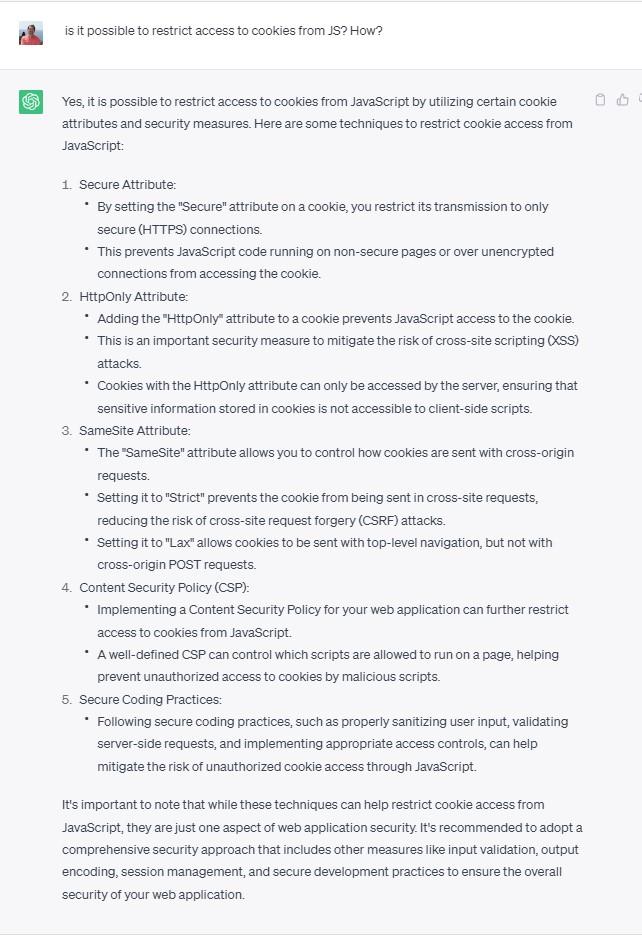 is it possible to restrict access to cookies from JS? How?
Yes, it is possible to restrict access to cookies from JavaScript by utilizing certain cookie
attributes and security measures. Here are some techniques to restrict cookie access from
JavaScript:
1. Secure Attribute:
• By setting the "Secure" attribute on a cookie, you restrict its transmission to only
secure (HTTPS) connections.
• This prevents JavaScript code running on non-secure pages or over unencrypted
connections from accessing the cookie.
2. HttpOnly Attribute:
• Adding the "HttpOnly" attribute to a cookie prevents JavaScript access to the cookie.
• This is an important security measure to mitigate the risk of cross-site scripting (XSS)
attacks.
• Cookies with the HttpOnly attribute can only be accessed by the server, ensuring that
sensitive information stored in cookies is not accessible to client-side scripts.
3. SameSite Attribute:
• The "SameSite" attribute allows you to control how cookies are sent with cross-origin
requests.
• Setting it to "Strict" prevents the cookie from being sent in cross-site requests,
reducing the risk of cross-site request forgery (CSRF) attacks.
• Setting it to "Lax" allows cookies to be sent with top-level navigation, but not with
cross-origin POST requests.
4. Content Security Policy (CSP):
• Implementing a Content Security Policy for your web application can further restrict
access to cookies from JavaScript.
• A well-defined CSP can control which scripts are allowed to run on a page, helping
prevent unauthorized access to cookies by malicious scripts.
5. Secure Coding Practices:
• Following secure coding practices, such as properly sanitizing user input, validating
server-side requests, and implementing appropriate access controls, can help
mitigate the risk of unauthorized cookie access through JavaScript.
It's important to note that while these techniques can help restrict cookie access from
JavaScript, they are just one aspect of web application security. It's recommended to adopt a
comprehensive security approach that includes other measures like input validation, output
encoding, session management, and secure development practices to ensure the overall
security of your web application.